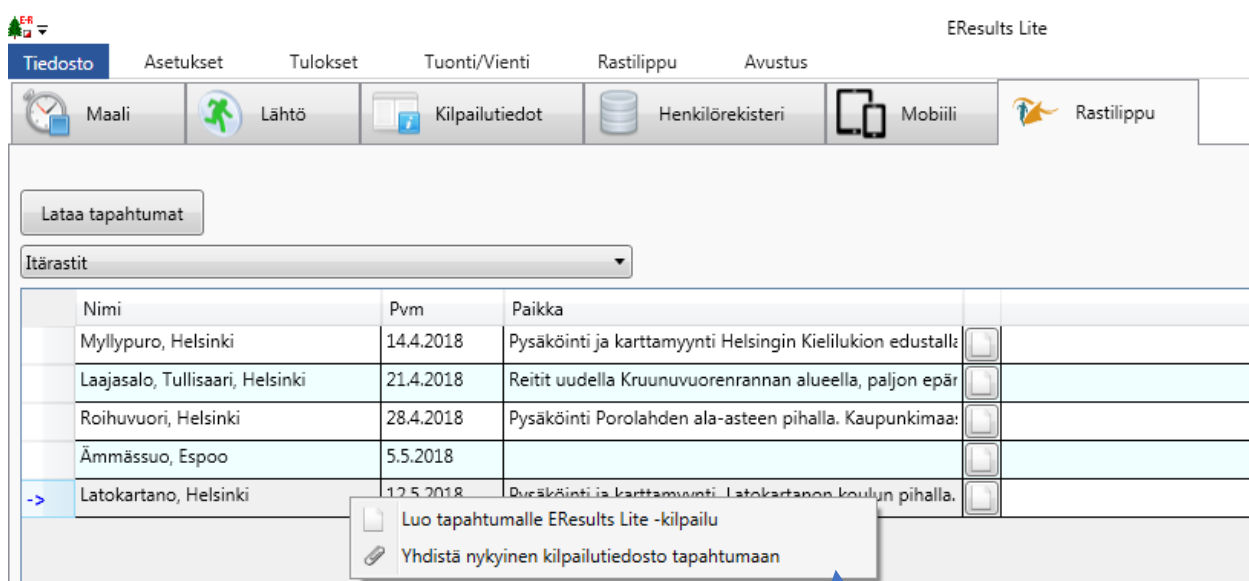 E-R
EResults Lite
Tiedosto Asetukset Tulokset Tuonti/Vienti Rastilippu Avustus
Maali Lähtö Kilpailutiedot Henkilörekisteri Mobiili Rastilippu
Lataa tapahtumat
Itärastit
Nimi Pvm Paikka
Myllypuro, Helsinki 14.4.2018 Pysäköinti ja karttamyynti Helsingin Kielilukion edustalla
Laajasalo, Tullisaari, Helsinki 21.4.2018 Reitit uudella Kruunuvuorenrannan alueella, paljon epär
Roihuvuori, Helsinki 28.4.2018 Pysäköinti Porolahden ala-asteen pihalla. Kaupunkimaas
Ämmässuo, Espoo 5.5.2018
-> Latokartano, Helsinki 12.5.2018 Pysäköinti ja karttamyynti Latokartanon koulun pihalla.
Luo tapahtumalle EResults Lite -kilpailu
Yhdistä nykyinen kilpailutiedosto tapahtumaan